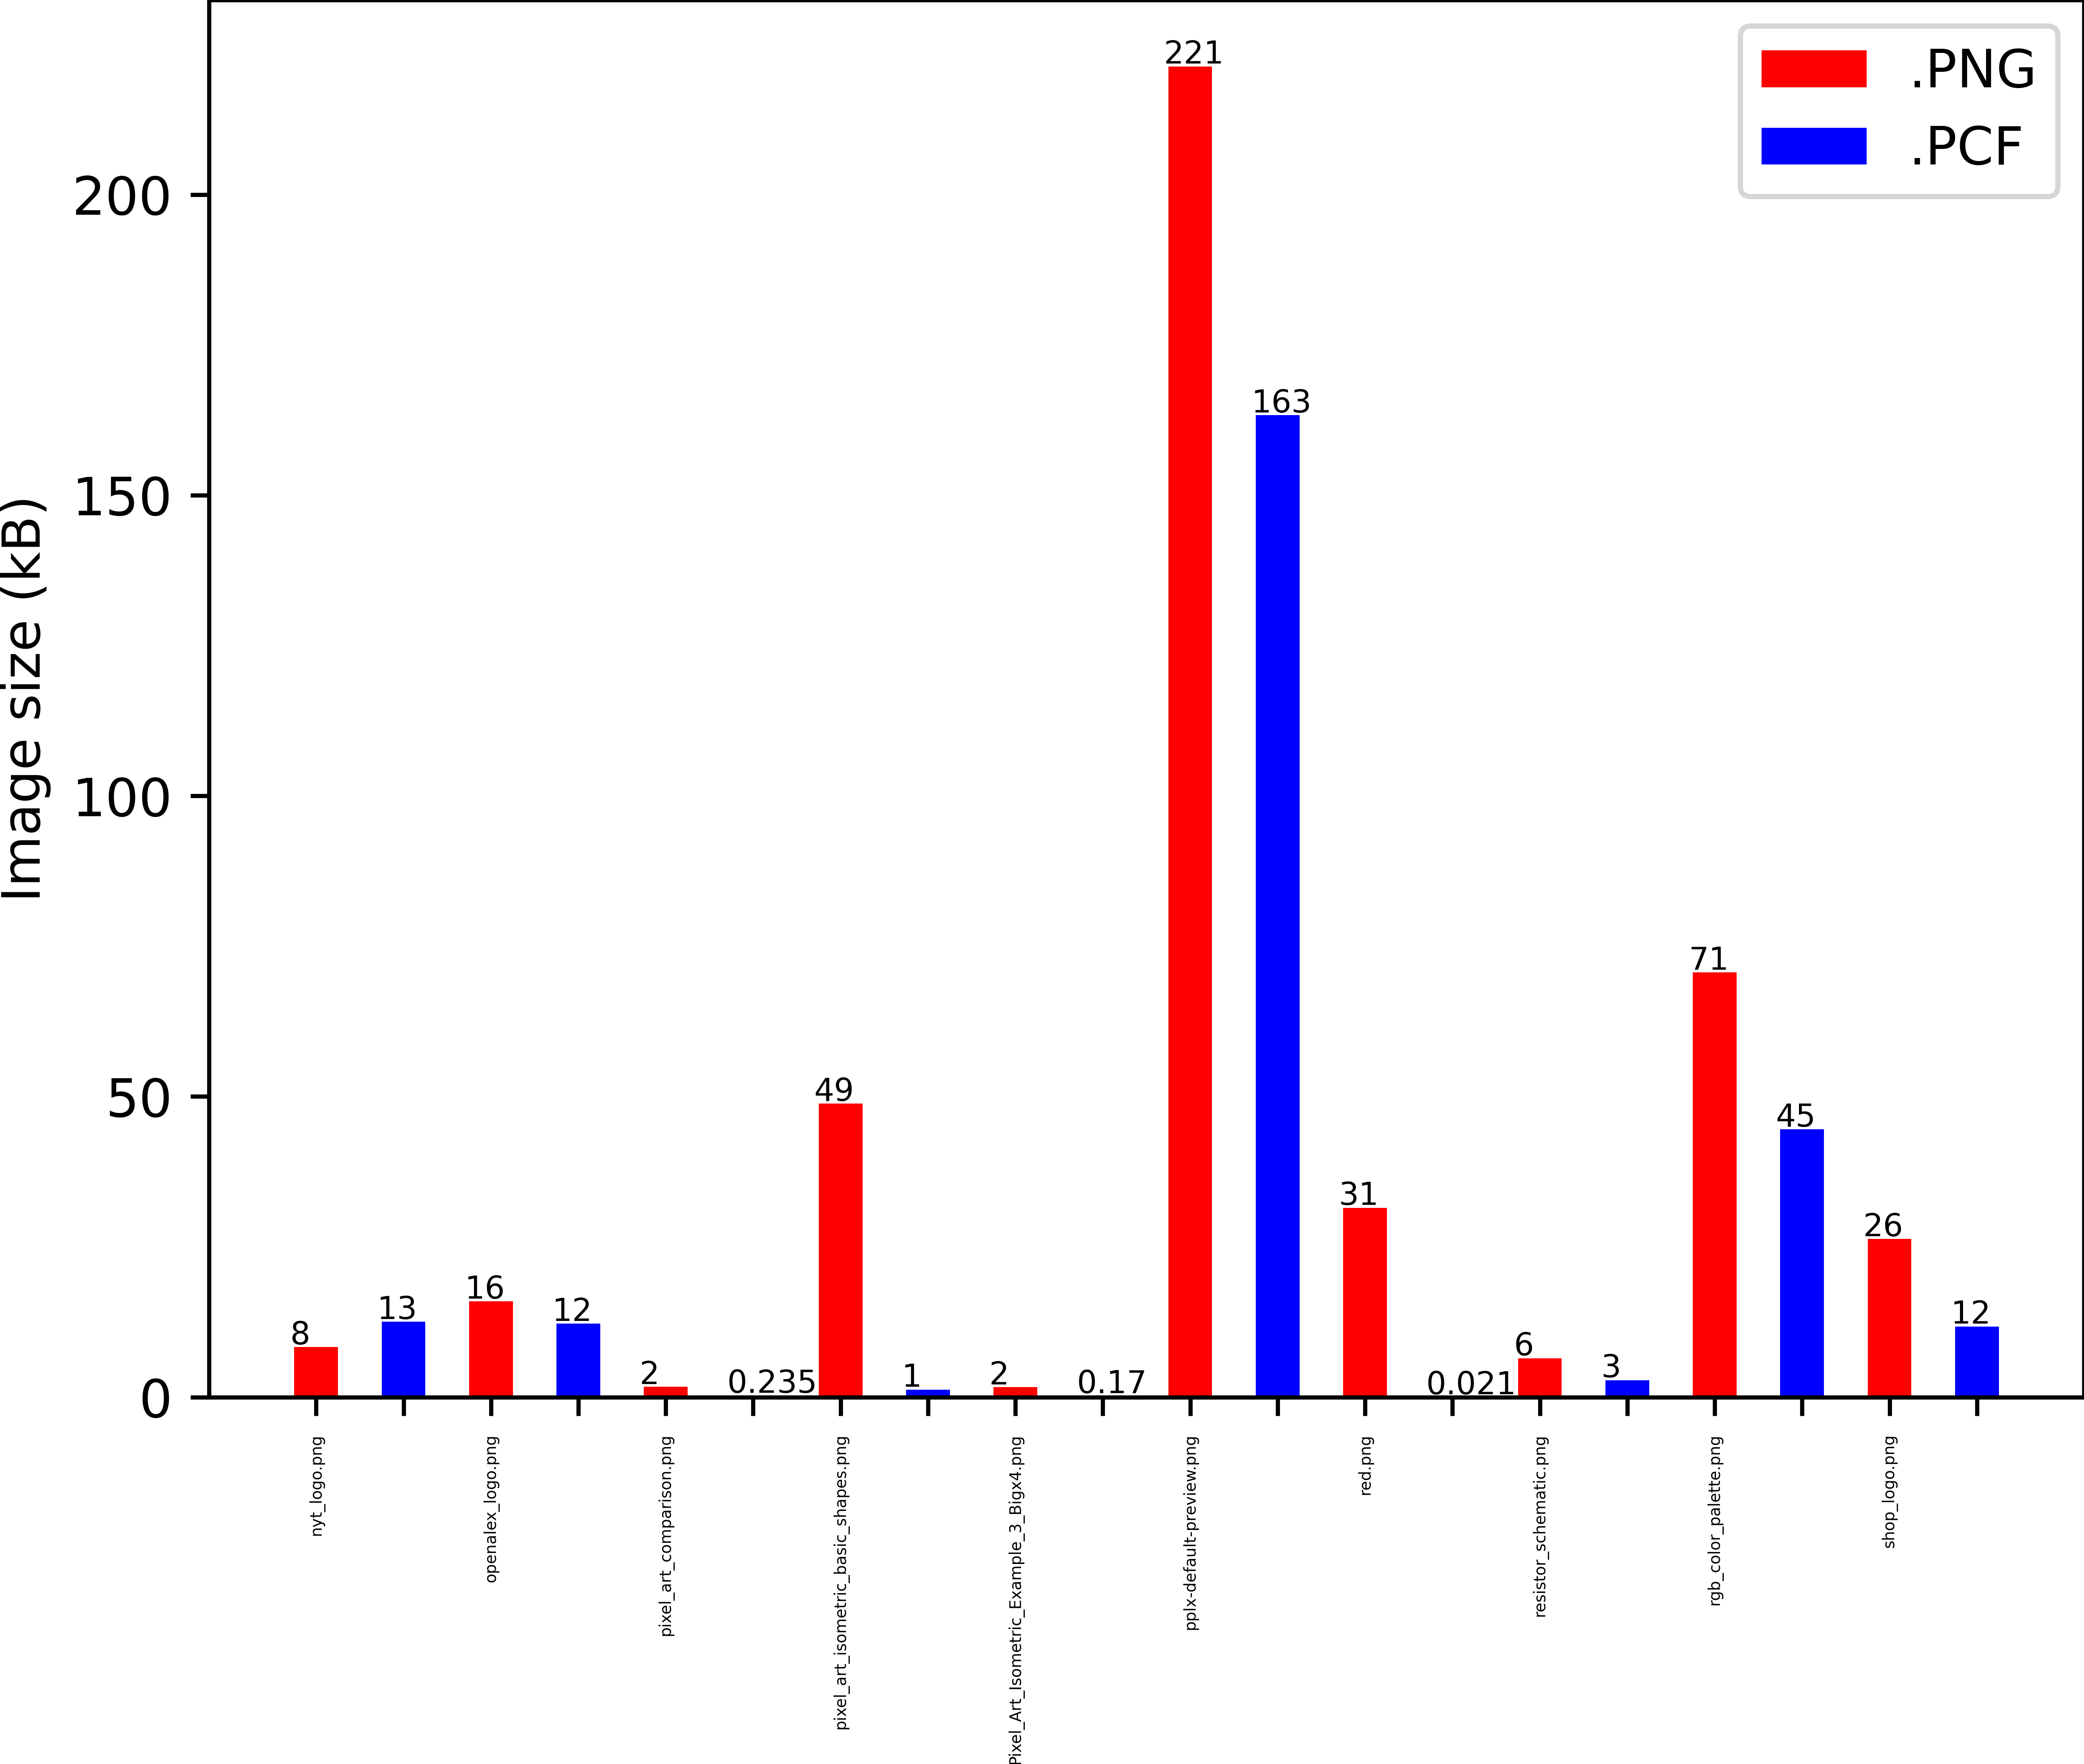 221
.PNG
.PCF
200
163
150
Image size (kB)
100
71
50
49
45
31
26
8
13
16
12
2
0.235
1
2
0.17
0.021
6
3
12
0
nyt_logo.png
openalex_logo.png
pixel_art_comparison.png
pixel_art_isometric_basic_shapes.png
Pixel_Art_Isometric_Example_3_Bigx4.png
pplx-default-preview.png
red.png
resistor_schematic.png
rgb_color_palette.png
shop_logo.png